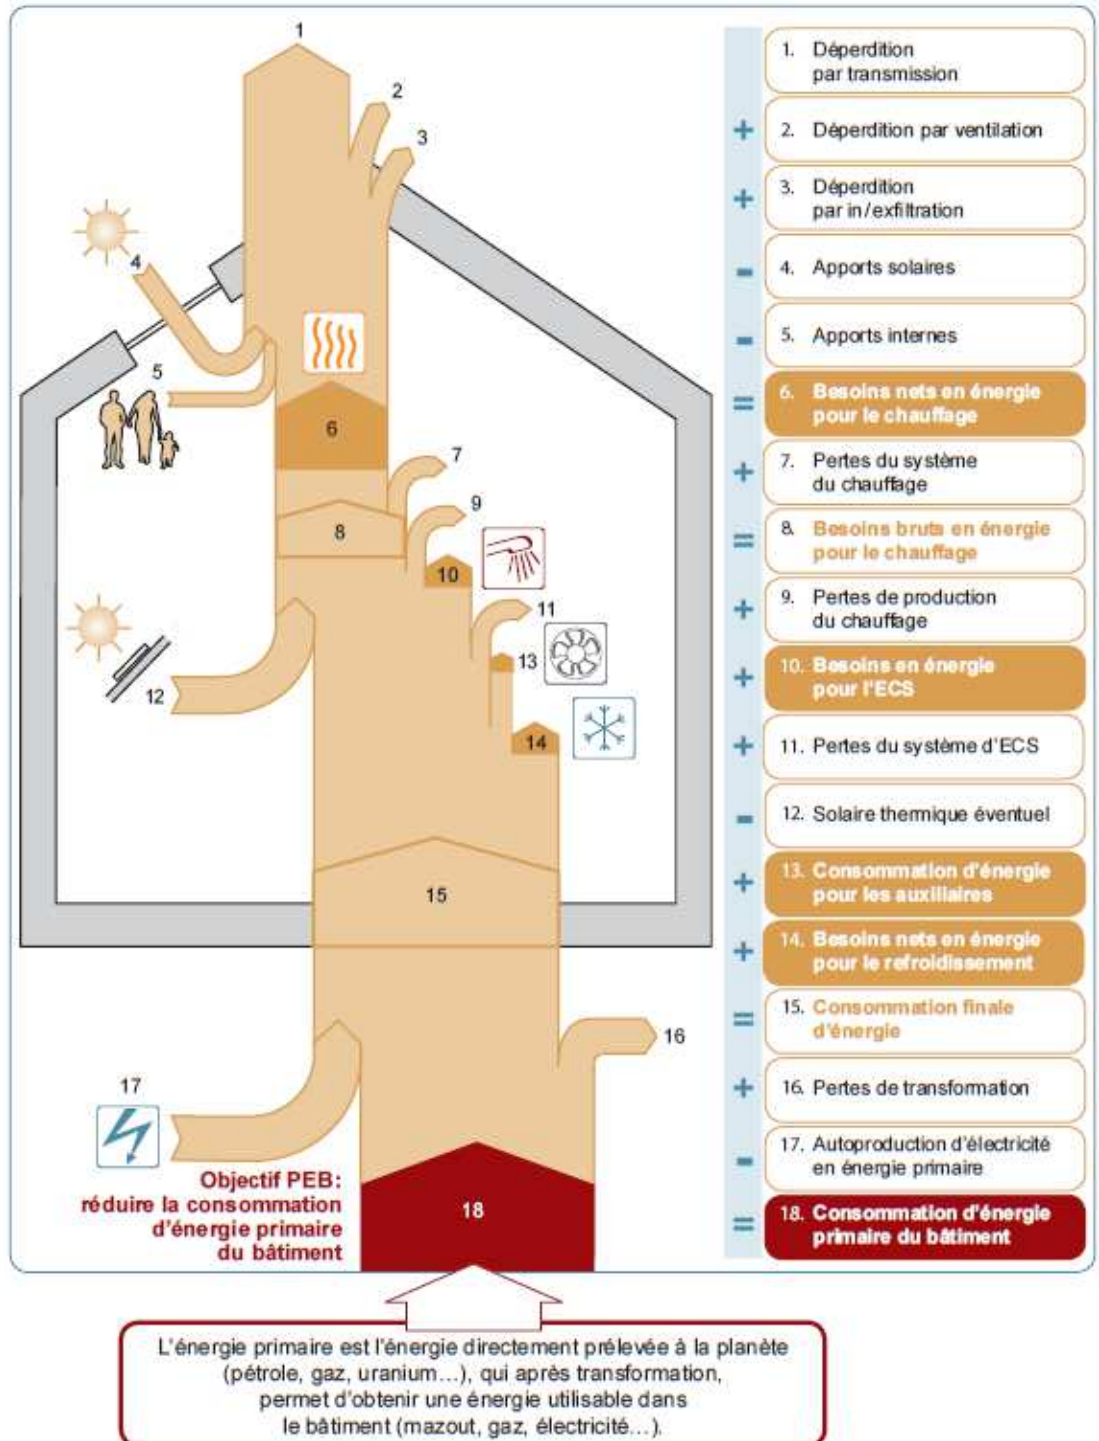 1
2
3
4
5
6
7
8
9
10
11
12
13
14
15
16
17
18
Objectif PEB:
réduire la consommation
d'énergie primaire
du bâtiment
1. Déperdition
par transmission
+ 2. Déperdition par ventilation
+ 3. Déperdition
par in/exfiltration
- 4. Apports solaires
- 5. Apports internes
= 6. Besoins nets en énergie
pour le chauffage
+ 7. Pertes du système
du chauffage
= 8. Besoins bruts en énergie
pour le chauffage
+ 9. Pertes de production
du chauffage
+ 10. Besoins en énergie
pour l'ECS
+ 11. Pertes du système d'ECS
- 12. Solaire thermique éventuel
+ 13. Consommation d'énergie
pour les auxiliaires
+ 14. Besoins nets en énergie
pour le refroidissement
= 15. Consommation finale
d'énergie
+ 16. Pertes de transformation
- 17. Autoproduction d'électricité
en énergie primaire
= 18. Consommation d'énergie
primaire du bâtiment
L'énergie primaire est l'énergie directement prélevée à la planète
(pétrole, gaz, uranium...), qui après transformation,
permet d'obtenir une énergie utilisable dans
le bâtiment (mazout, gaz, électricité...).